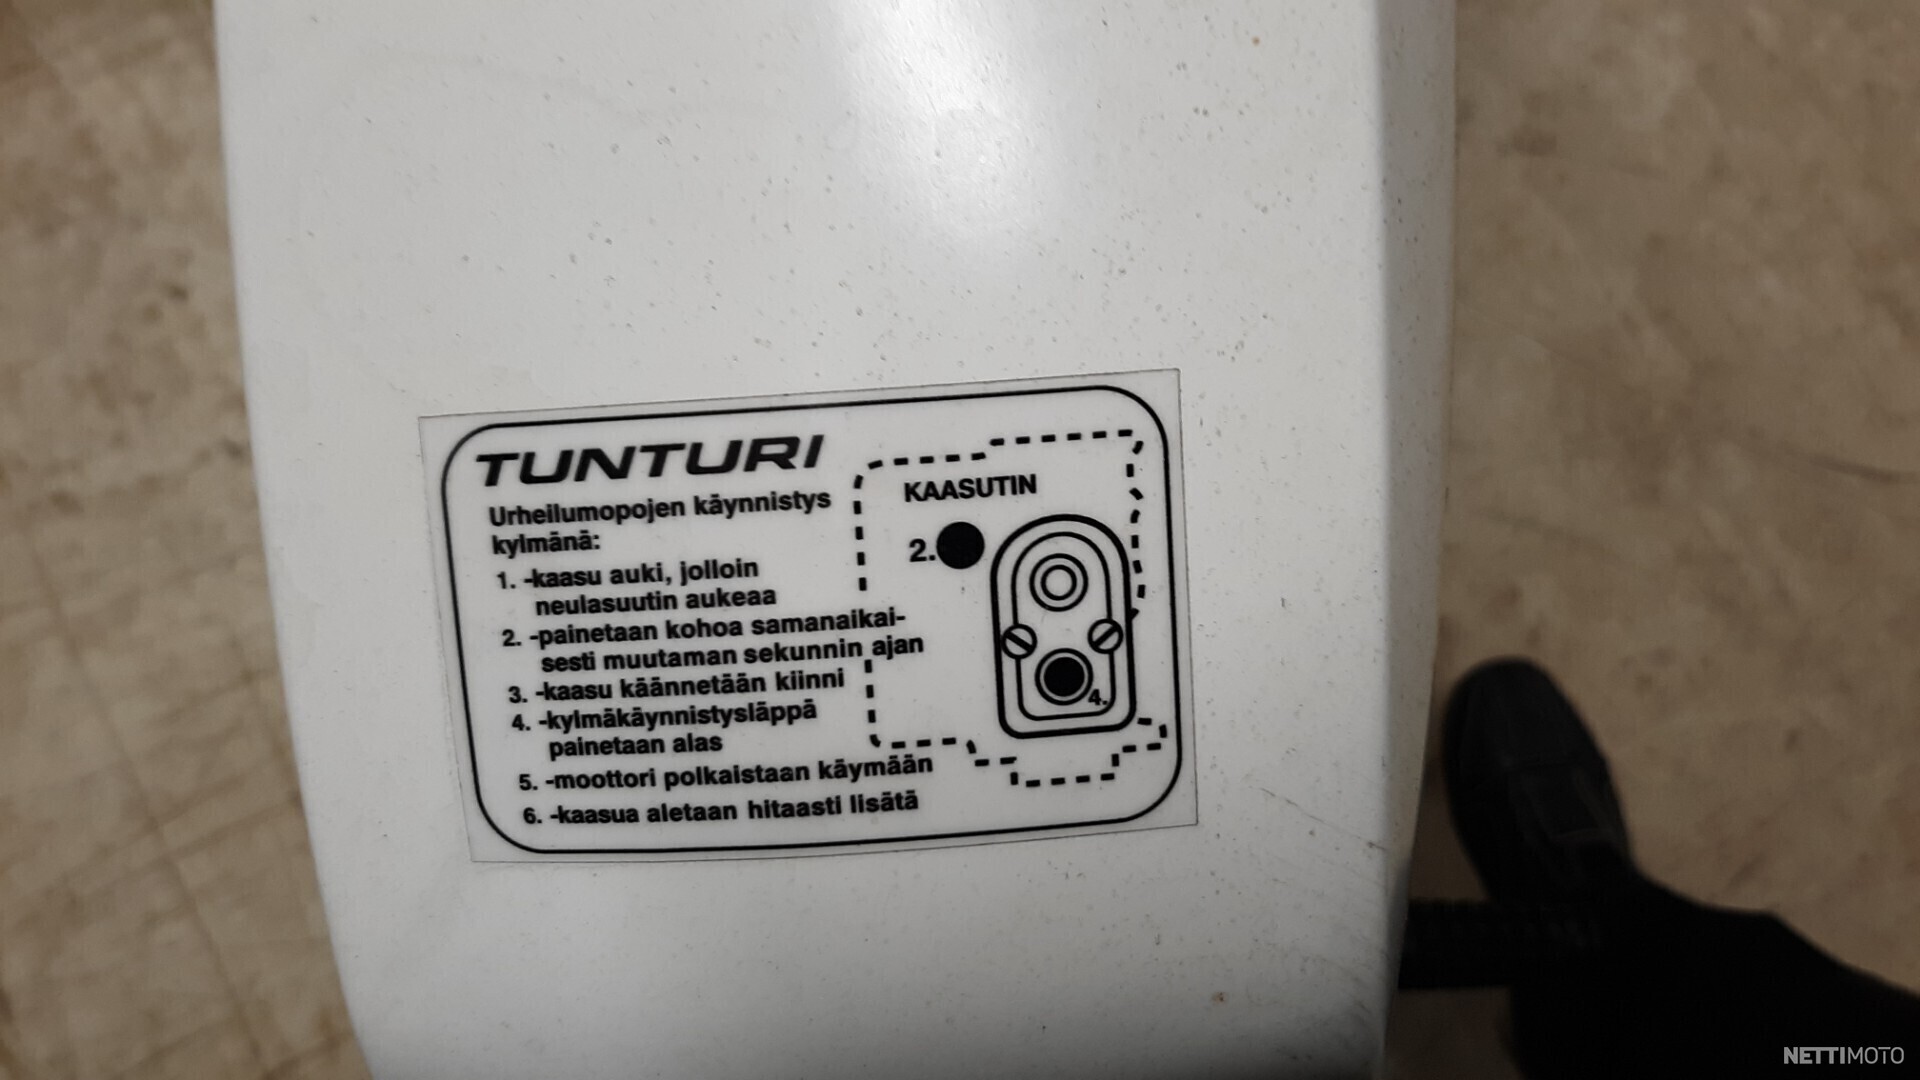 TUNTURI
Urheilumopojen käynnistys
kylmänä:
1. -kaasu auki, jolloin
neulasuutin aukeaa
2. -painetaan kohoa samanaikai-
sesti muutaman sekunnin ajan
3. -kaasu käännetään kiinni
4. -kylmäkäynnistysläppä
painetaan alas
5. -moottori polkaistaan käymään
6. -kaasua aletaan hitaasti lisätä
KAASUTIN
2.
4.
NETTIMOTO